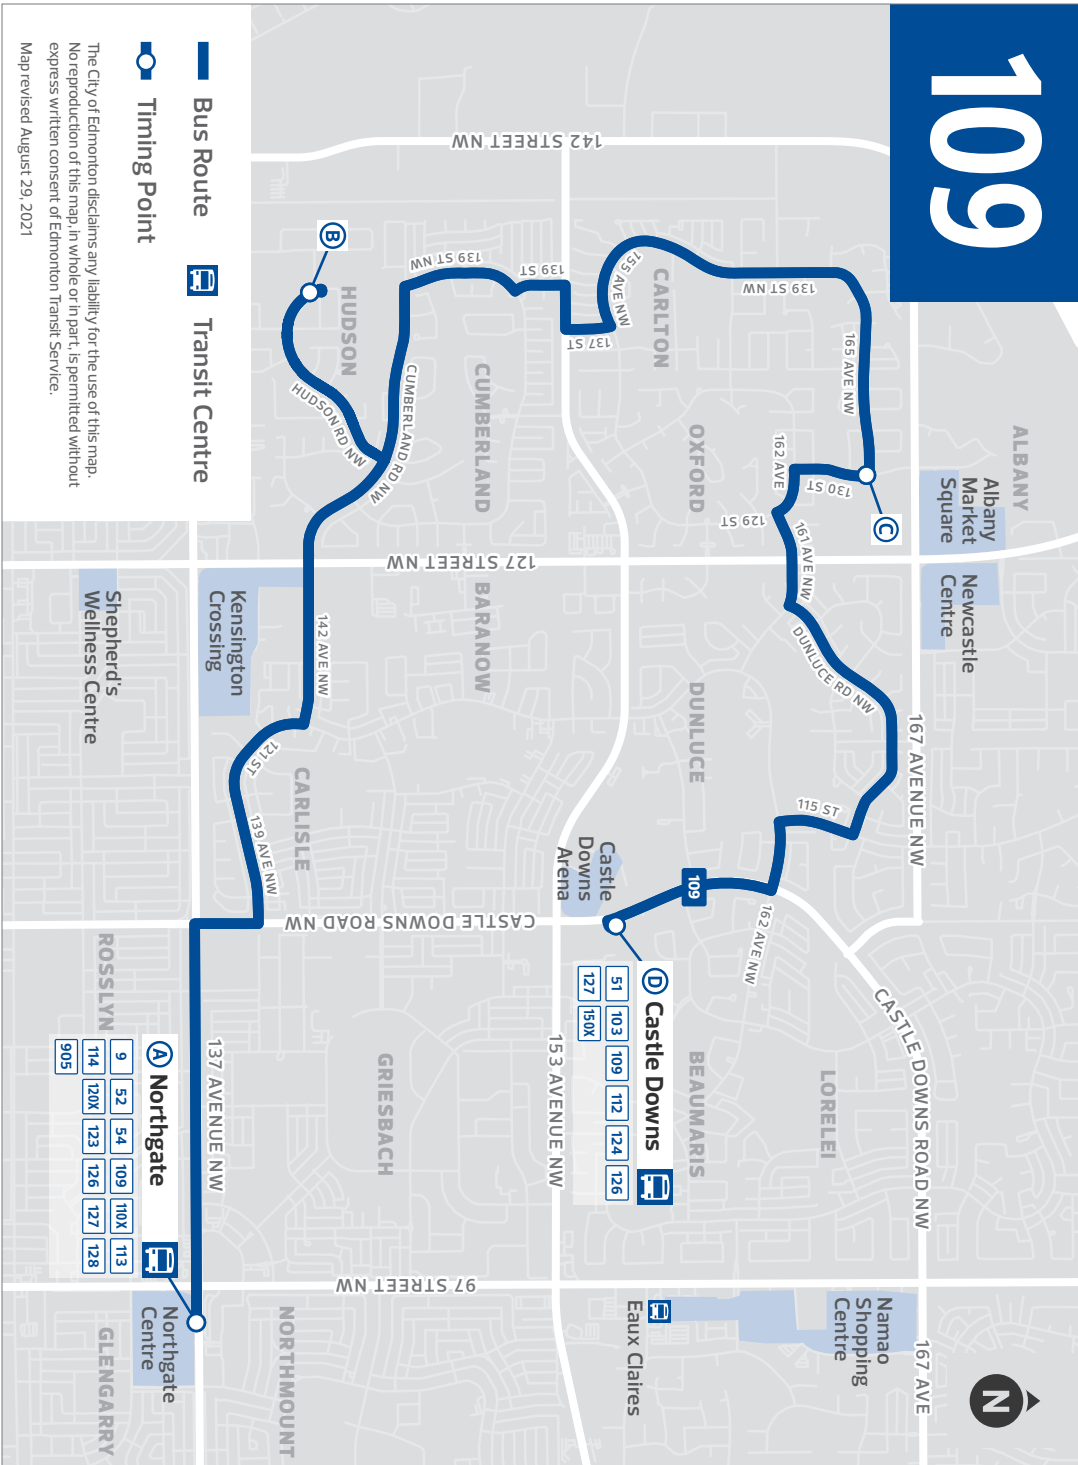 109
142 STREET NW
139 ST NW
139 ST
137 ST
155 AVE NW
CARLTON
139 ST NW
165 AVE NW
130 ST
162 AVE
129 ST
161 AVE NW
DUNLUCE RD NW
115 ST
162 AVE NW
OXFORD
ALBANY
Albany
Market
Square
Newcastle
Centre
167 AVENUE NW
C
B
HUDSON
HUDSON RD NW
CUMBERLAND RD NW
CUMBERLAND
127 STREET NW
BARANOW
DUNLUCE
142 AVE NW
Kensington
Crossing
Shepherd's
Wellness Centre
121 ST
139 AVE NW
CARLISLE
CASTLE DOWNS ROAD NW
Castle
Downs
Arena
109
D Castle Downs
51 103 109 112 124 126
127 150X
CASTLE DOWNS ROAD NW
LORELEI
BEAUMARIS
153 AVENUE NW
GRIESBACH
ROSSLYN
137 AVENUE NW
A Northgate
9 52 54 109 110X 113
114 120X 123 126 127 128
905
97 STREET NW
Eaux Claires
Namao
Shopping
Centre
167 AVE
Northgate
Centre
NORTHMOUNT
GLENGARRY
N
Bus Route
Timing Point
Transit Centre
The City of Edmonton disclaims any liability for the use of this map.
No reproduction of this map, in whole or in part, is permitted without
express written consent of Edmonton Transit Service.
Map revised August 29, 2021